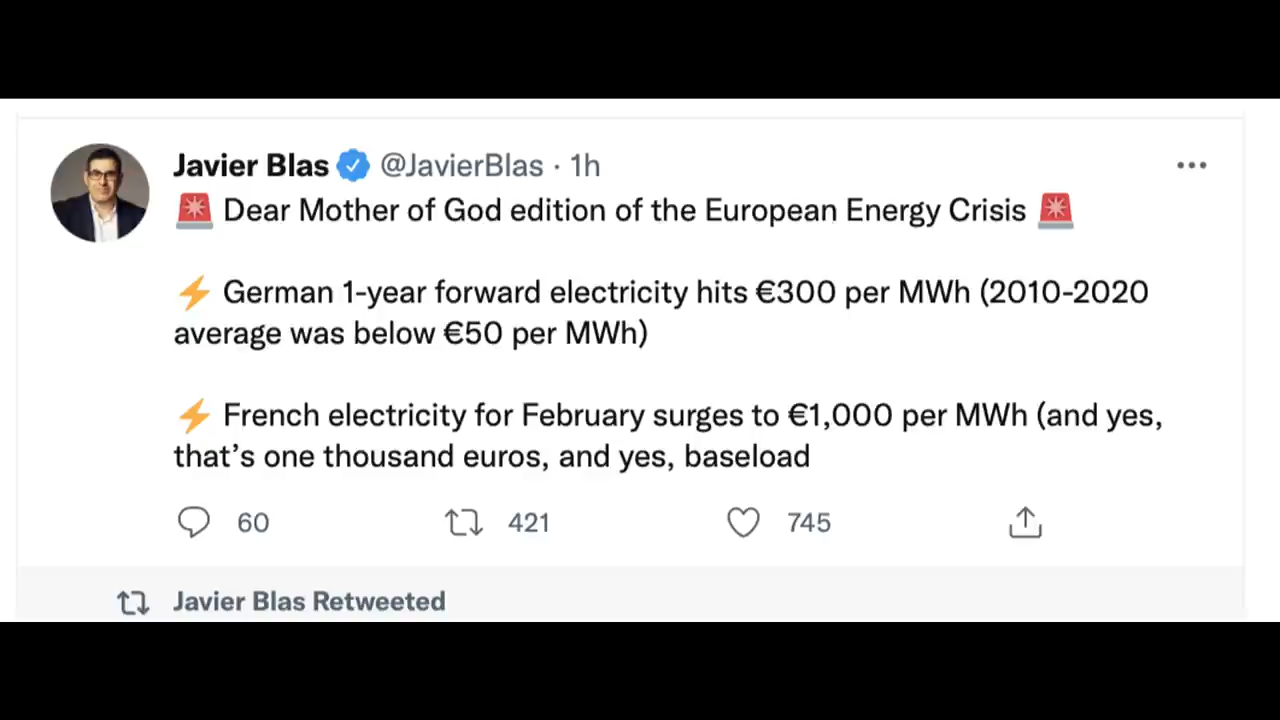 Javier Blas @JavierBlas · 1h
🚨 Dear Mother of God edition of the European Energy Crisis 🚨
⚡ German 1-year forward electricity hits €300 per MWh (2010-2020
average was below €50 per MWh)
⚡ French electricity for February surges to €1,000 per MWh (and yes,
that’s one thousand euros, and yes, baseload
60 421 745
Javier Blas Retweeted